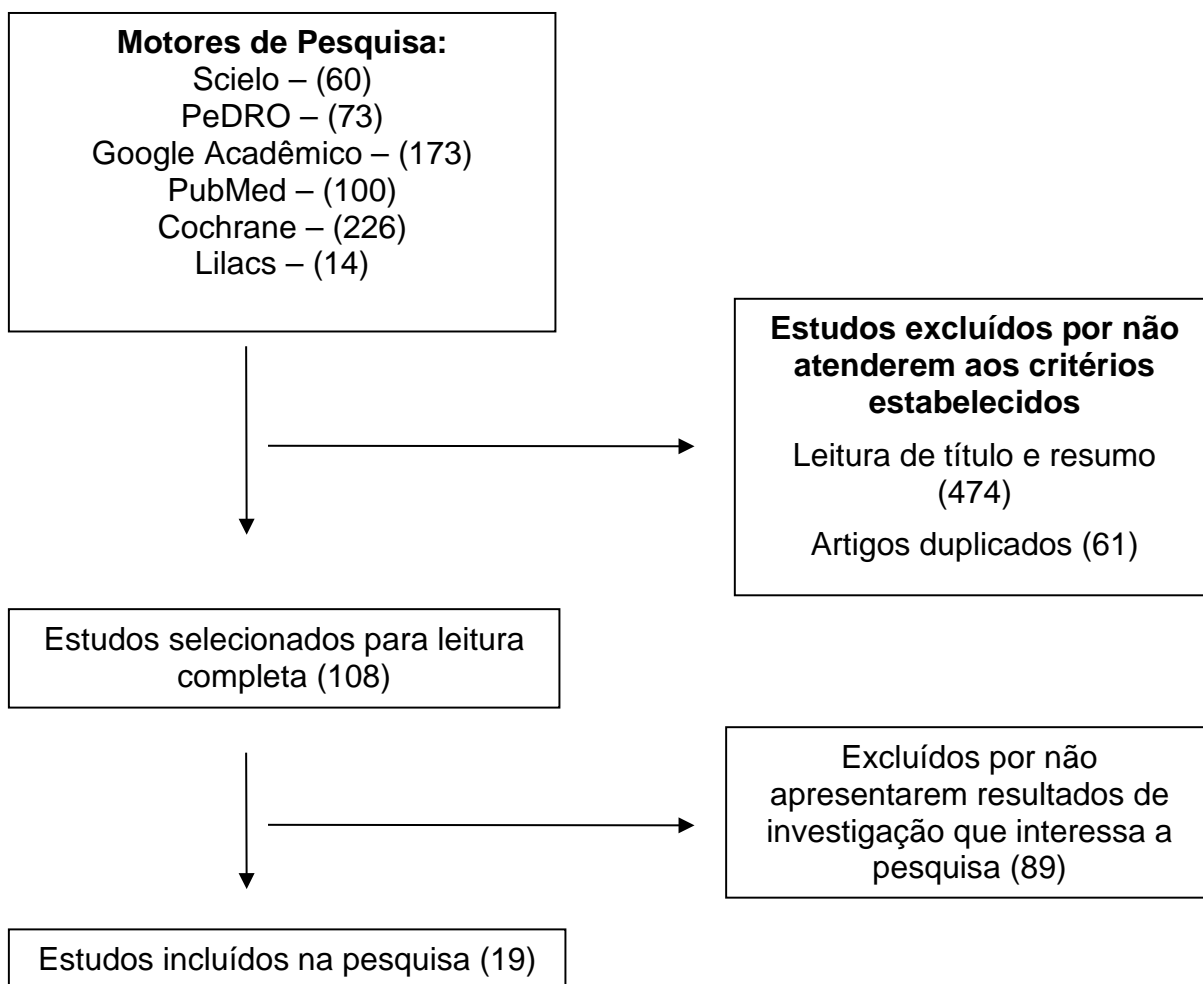 Motores de Pesquisa:
Scielo – (60)
PeDRO – (73)
Google Acadêmico – (173)
PubMed – (100)
Cochrane – (226)
Lilacs – (14)
Estudos excluídos por não
atenderem aos critérios
estabelecidos
Leitura de título e resumo
(474)
Artigos duplicados (61)
Estudos selecionados para leitura
completa (108)
Excluídos por não
apresentarem resultados de
investigação que interessa a
pesquisa (89)
Estudos incluídos na pesquisa (19)